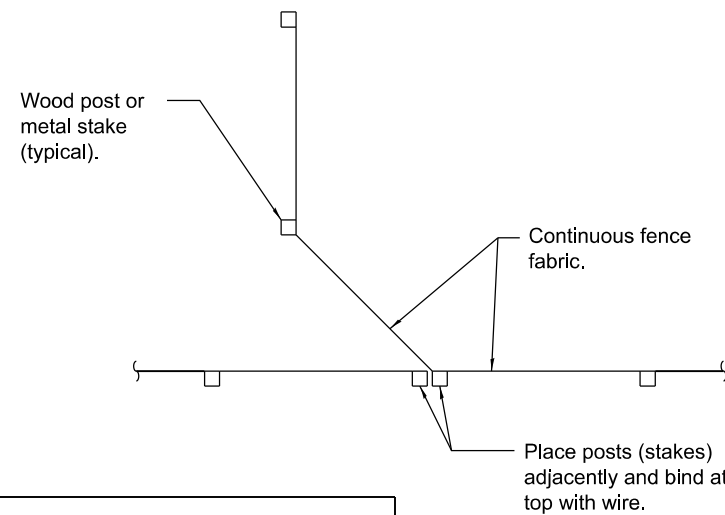 Wood post or
metal stake
(typical).
Continuous fence
fabric.
Place posts (stakes)
adjacently and bind at
top with wire.